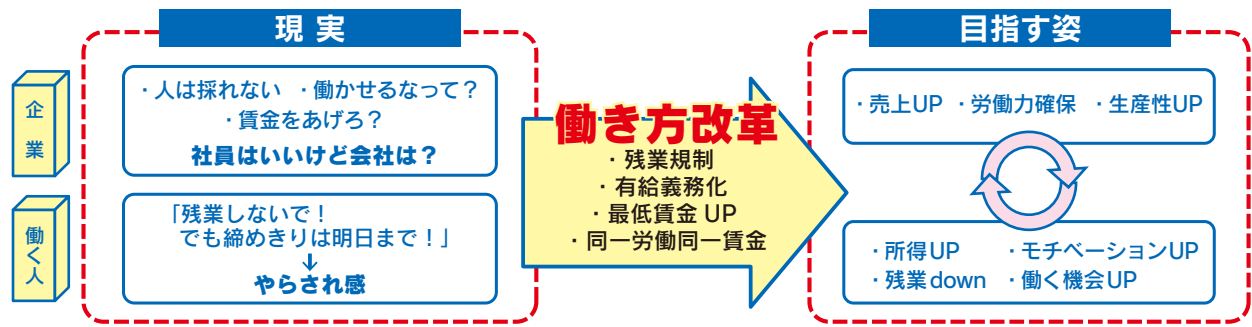 現 実
企業
・人は採れない ・働かせるなって？
・賃金をあげろ？
社員はいいけど会社は？
働く人
「残業しないで！
でも締めきりは明日まで！」
↓
やらされ感
働き方改革
・残業規制
・有給義務化
・最低賃金 UP
・同一労働同一賃金
目指す姿
・売上UP ・労働力確保 ・生産性UP
・所得UP ・モチベーションUP
・残業down ・働く機会UP